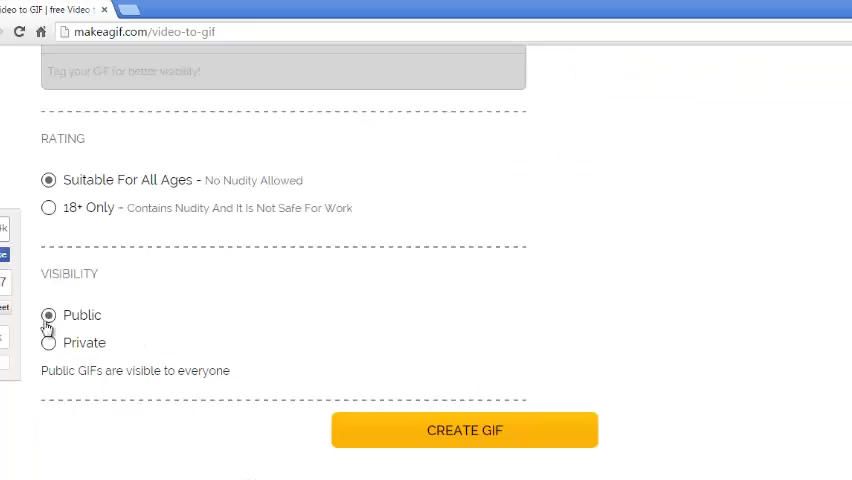 ideo to GIF | free Video t
makeagif.com/video-to-gif
Tag your GIF for better visibility!
RATING
Suitable For All Ages - No Nudity Allowed
18+ Only - Contains Nudity And It Is Not Safe For Work
VISIBILITY
Public
Private
Public GIFs are visible to everyone
CREATE GIF